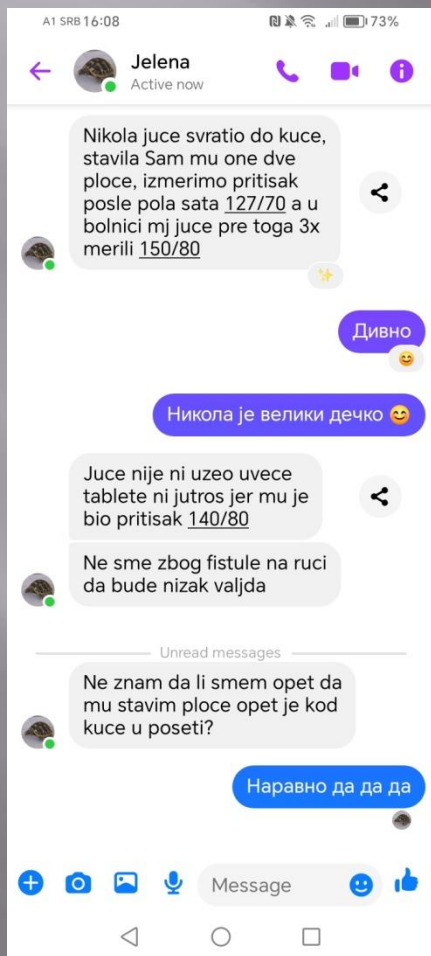 A1 SRB 16:08
73%
Jelena
Active now
Nikola juce svratio do kuce,
stavila Sam mu one dve
ploce, izmerimo pritisak
posle pola sata 127/70 a u
bolnici mj juce pre toga 3x
merili 150/80
Дивно
Никола је велики дечко 😊
Juce nije ni uzeo uvece
tablete ni jutros jer mu je
bio pritisak 140/80
Ne sme zbog fistule na ruci
da bude nizak valjda
Unread messages
Ne znam da li smem opet da
mu stavim ploce opet je kod
kuce u poseti?
Наравно да да да
Message